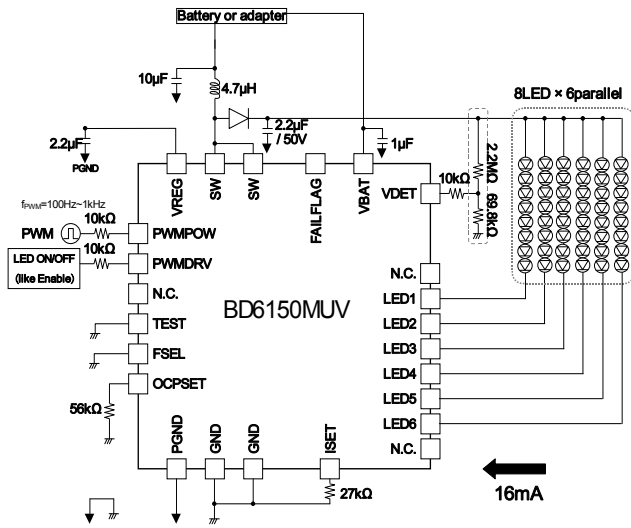 Battery or adapter
10µF
4.7µH
8LED × 6parallel
2.2µF
/ 50V
2.2µF
1µF
PGND
2.2MΩ
10kΩ
69.8kΩ
VREG
SW
SW
FAILFLAG
VBAT
VDET
fPWM=100Hz~1kHz
10kΩ
PWM
PWMPOW
10kΩ
LED ON/OFF
(like Enable)
PWMDRV
N.C.
N.C.
LED1
BD6150MUV
TEST
LED2
FSEL
LED3
OCPSET
LED4
56kΩ
LED5
LED6
PGND
GND
GND
ISET
N.C.
27kΩ
16mA